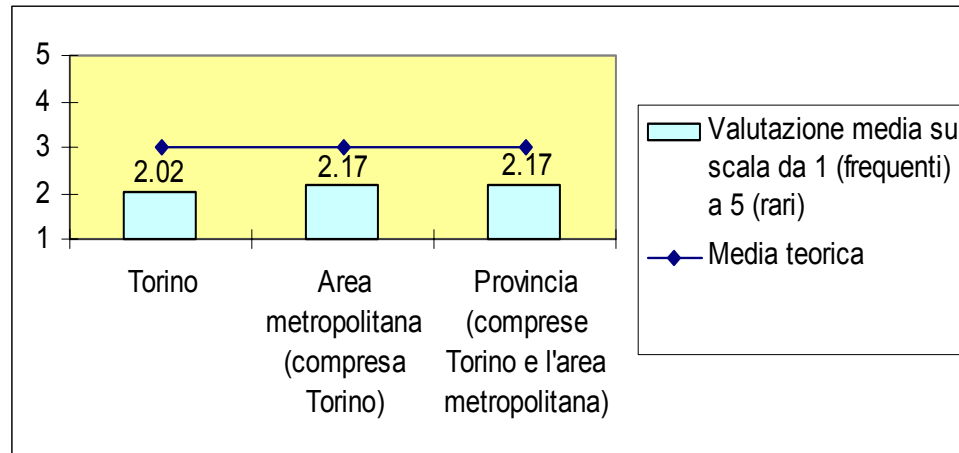 5
4
3
2
1
2.02
2.17
2.17
Torino
Area
metropolitana
(compresa
Torino)
Provincia
(comprese
Torino e l'area
metropolitana)
Valutazione media su
scala da 1 (frequenti)
a 5 (rari)
Media teorica